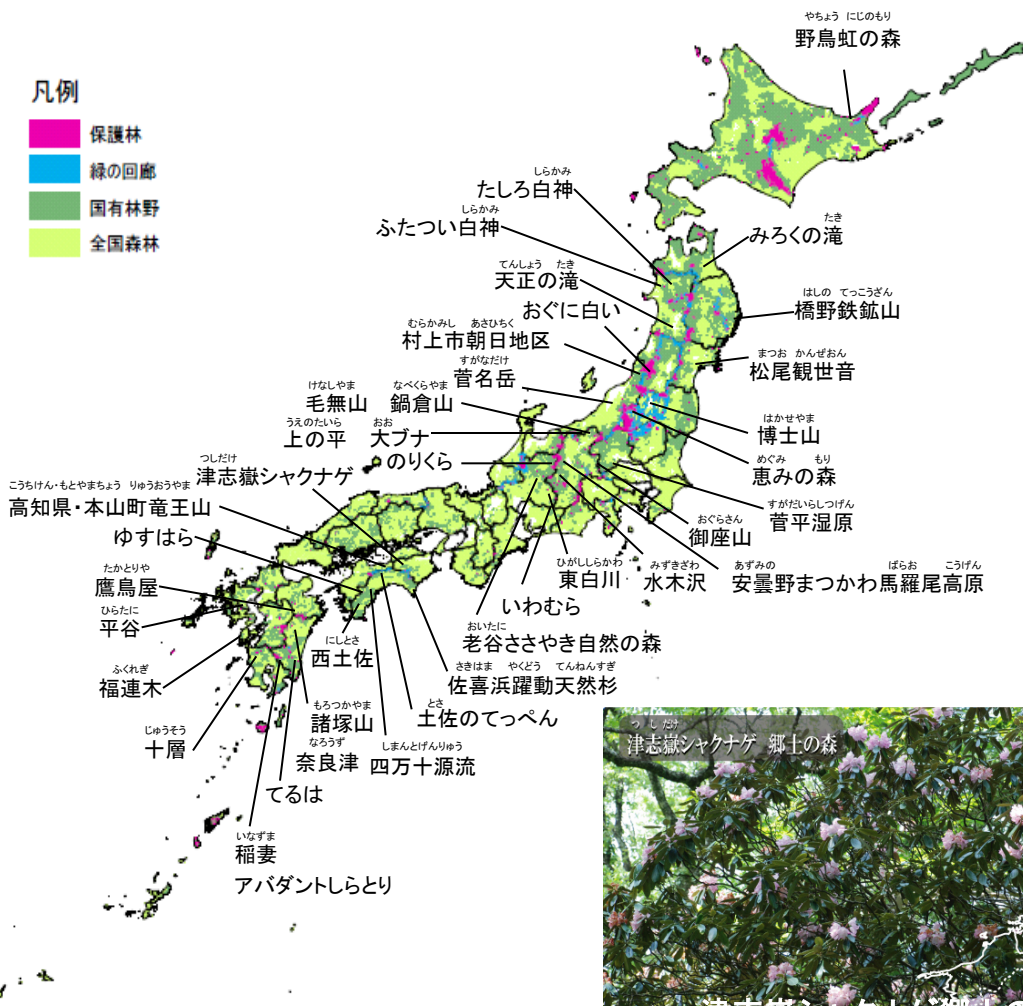 やちょう にじのもり
野鳥虹の森
凡例
保護林
緑の回廊
国有林野
全国森林
しらかみ
たしろ白神
しらかみ
ふたつい白神
たき
みろくの滝
てんしょう たき
天正の滝
おぐに白い
はしの てっこうざん
橋野鉄鉱山
むらかみし あさひちく
村上市朝日地区
すがなだけ
菅名岳
まつお かんぜおん
松尾観世音
けなしやま
毛無山
なべくらやま
鍋倉山
うえのたいら
上の平
おお
大ブナ
のりくら
はかせやま
博士山
めぐみ もり
恵みの森
つしだけ
津志嶽シャクナゲ
こうちけん・もとやまちょう りゅうおうやま
高知県・本山町竜王山
ゆすはら
すがだいらしつげん
菅平湿原
おぐらさん
御座山
たかとりや
鷹鳥屋
ひらたに
平谷
ひがししらかわ
東白川
みずきざわ
水木沢
あずみの ばらお こうげん
安曇野まつかわ馬羅尾高原
いわむら
おいたに
老谷ささやき自然の森
にしとさ
西土佐
ふくれぎ
福連木
さきはま やくどう てんねんすぎ
佐喜浜躍動天然杉
もろつかやま
諸塚山
とさ
土佐のてっぺん
じゅうそう
十層
なろうず
奈良津
しまんとげんりゅう
四万十源流
てるは
いなずま
稲妻
アバダントしらとり
つ し だけ
津志嶽シャクナゲ 郷土の森